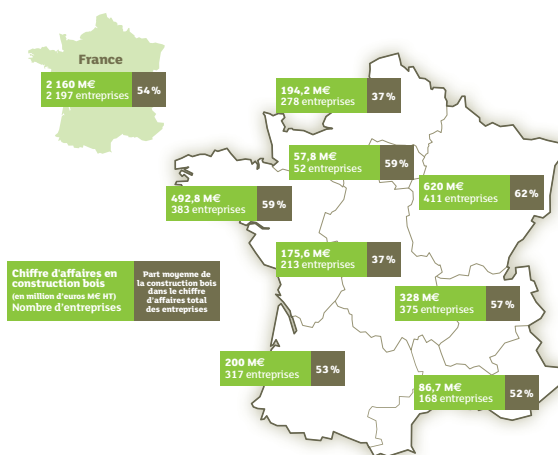 France
2 160 M€
2 197 entreprises
54 %
194,2 M€
278 entreprises
37 %
57,8 M€
52 entreprises
59 %
620 M€
411 entreprises
62 %
492,8 M€
383 entreprises
59 %
175,6 M€
213 entreprises
37 %
Chiffre d'affaires en
construction bois
(en million d'euros M€ HT)
Nombre d'entreprises
Part moyenne de
la construction bois
dans le chiffre
d'affaires total
des entreprises
328 M€
375 entreprises
57 %
200 M€
317 entreprises
53 %
86,7 M€
168 entreprises
52 %